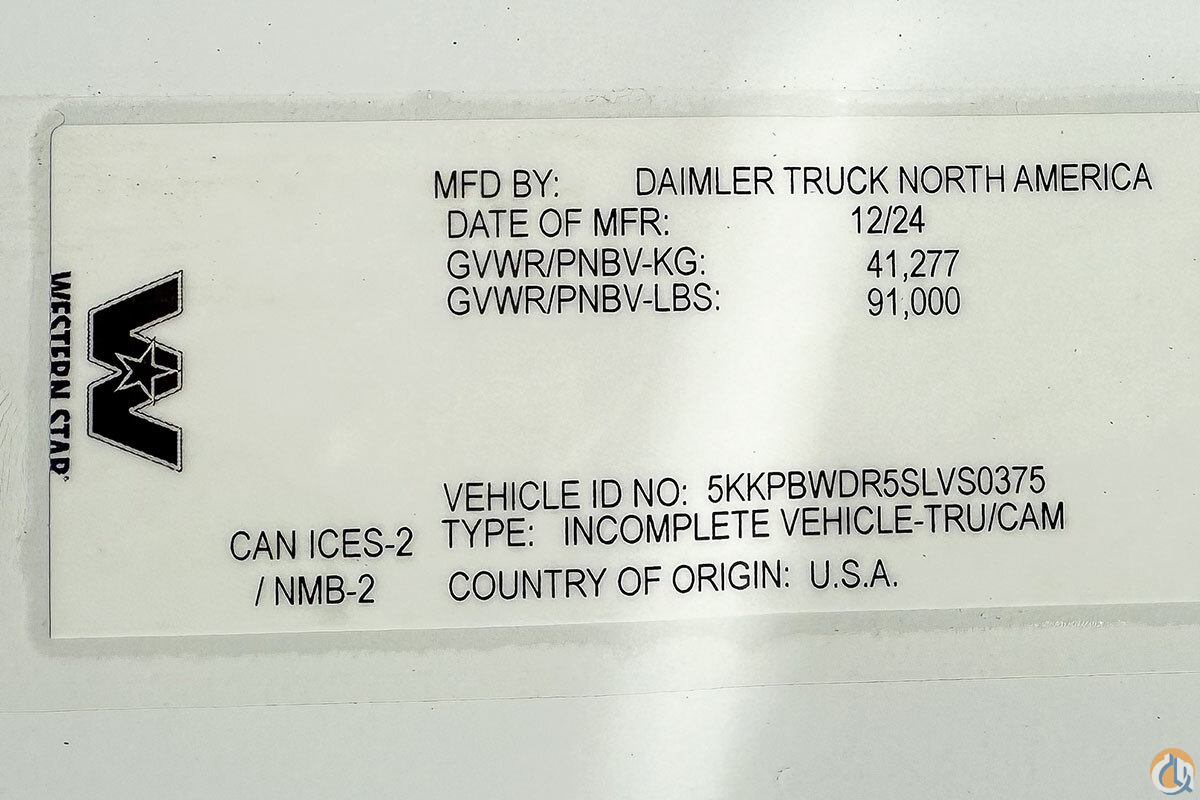 MFD BY: DAIMLER TRUCK NORTH AMERICA
DATE OF MFR: 12/24
GVWR/PNBV-KG: 41,277
GVWR/PNBV-LBS: 91,000
WESTERN STAR
VEHICLE ID NO: 5KKPBWDR5SLVS0375
TYPE: INCOMPLETE VEHICLE-TRU/CAM
CAN ICES-2
/ NMB-2
COUNTRY OF ORIGIN: U.S.A.